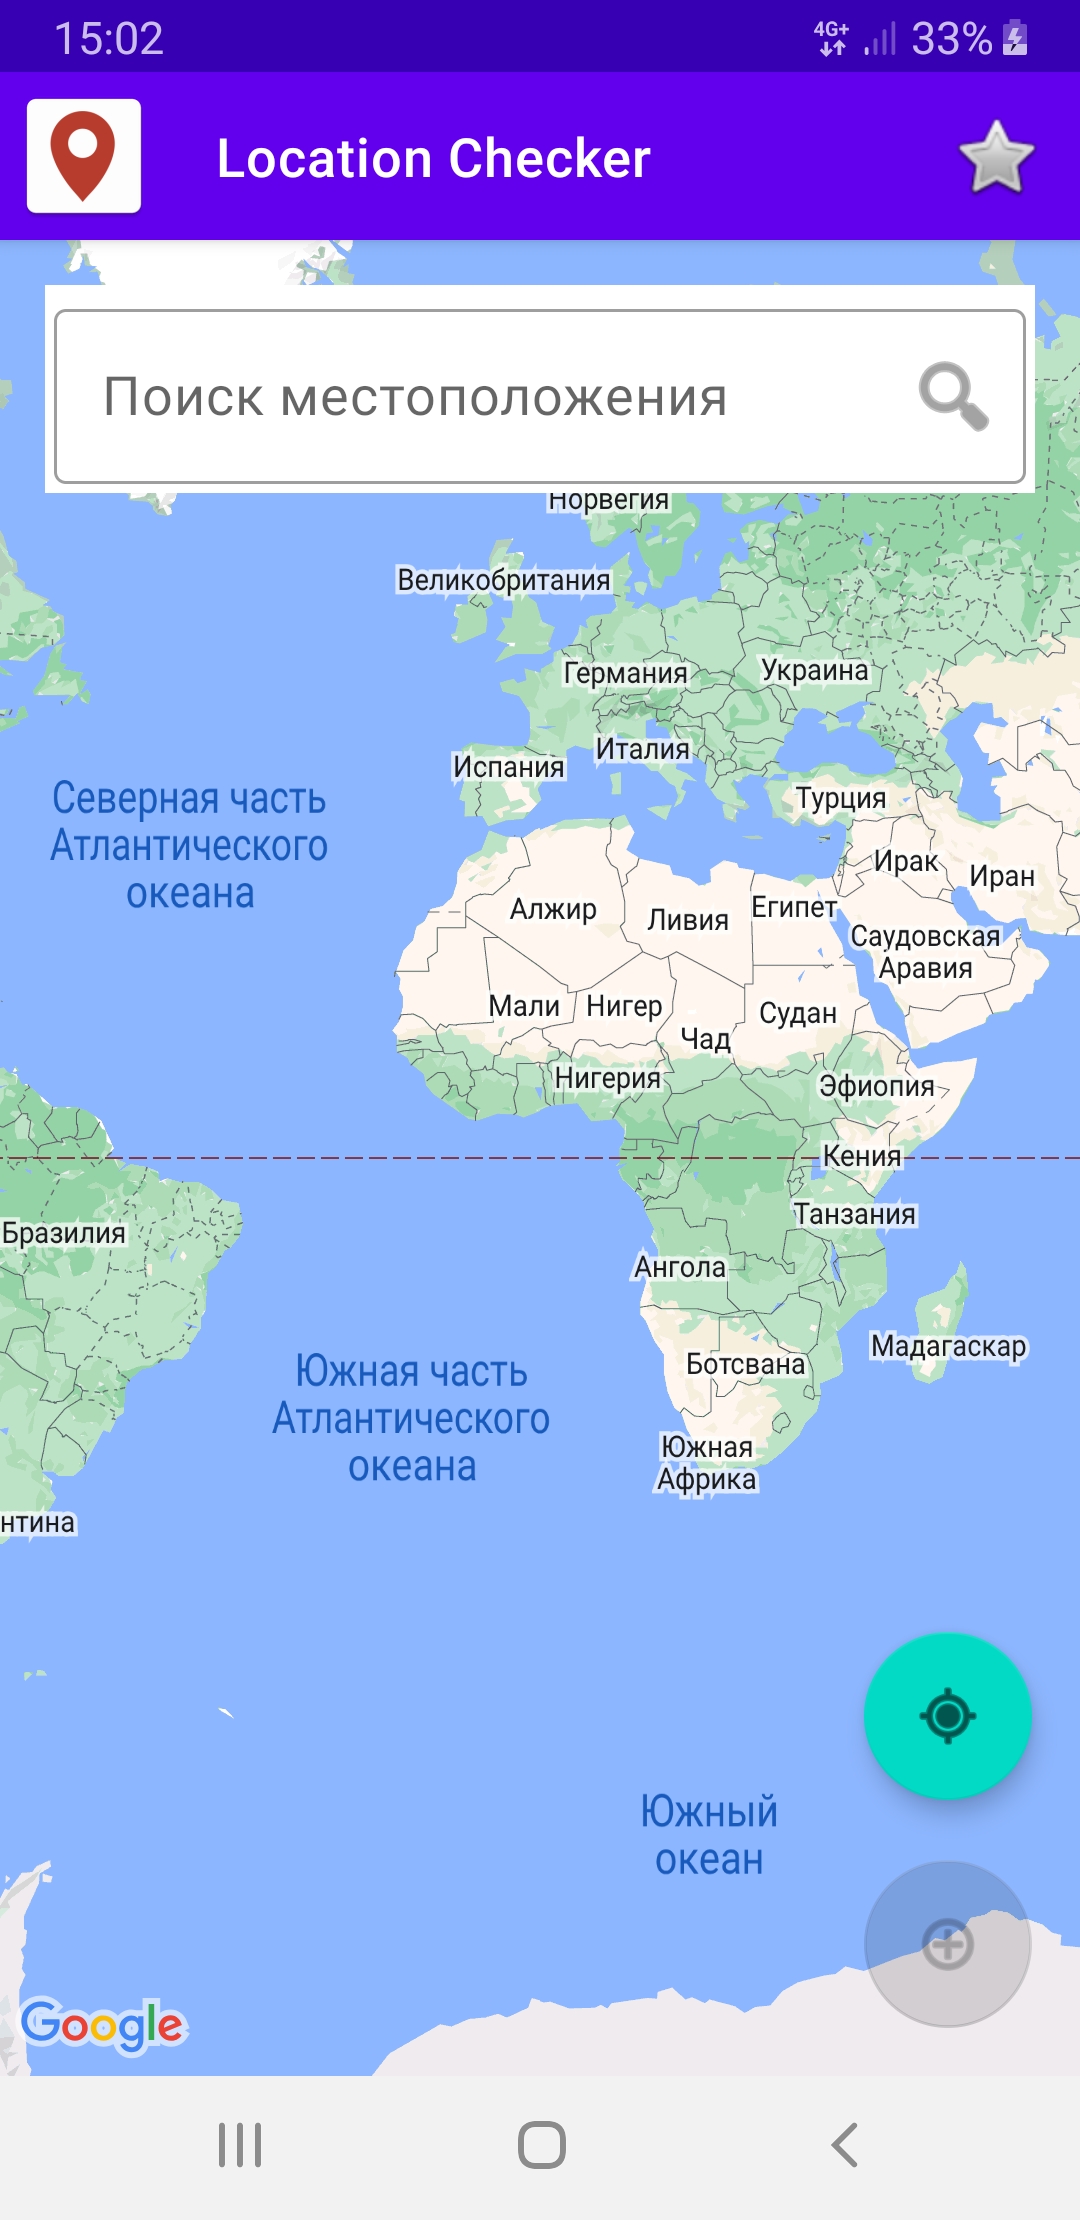 15:02
4G+
33%
Location Checker
Поиск местоположения
Норвегия
Великобритания
Германия
Украина
Италия
Испания
Турция
Северная часть
Атлантического
океана
Ирак
Иран
Алжир
Ливия
Египет
Саудовская
Аравия
Мали
Нигер
Судан
Чад
Нигерия
Эфиопия
Кения
Танзания
Бразилия
Ангола
Мадагаскар
Ботсвана
Южная часть
Атлантического
океана
Южная
Африка
нтина
Южный
океан
Google